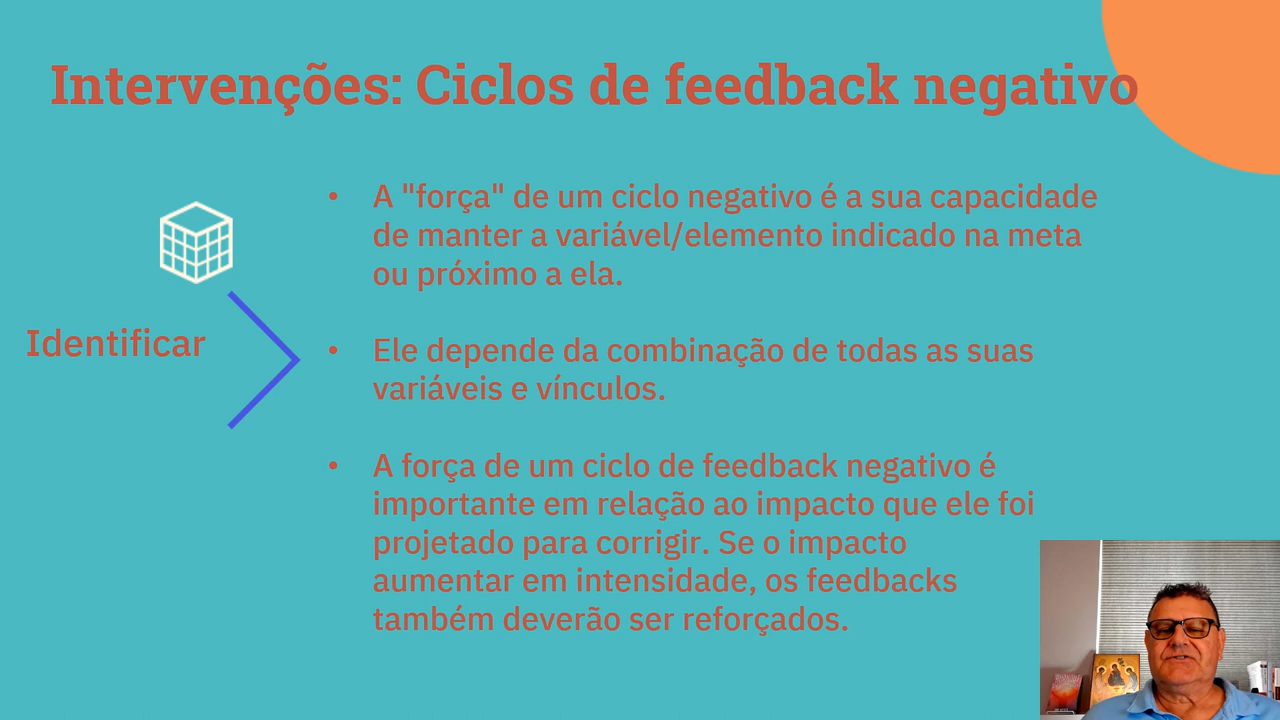 Intervenções: Ciclos de feedback negativo
Identificar
• A "força" de um ciclo negativo é a sua capacidade
de manter a variável/elemento indicado na meta
ou próximo a ela.
• Ele depende da combinação de todas as suas
variáveis e vínculos.
• A força de um ciclo de feedback negativo é
importante em relação ao impacto que ele foi
projetado para corrigir. Se o impacto
aumentar em intensidade, os feedbacks
também deverão ser reforçados.